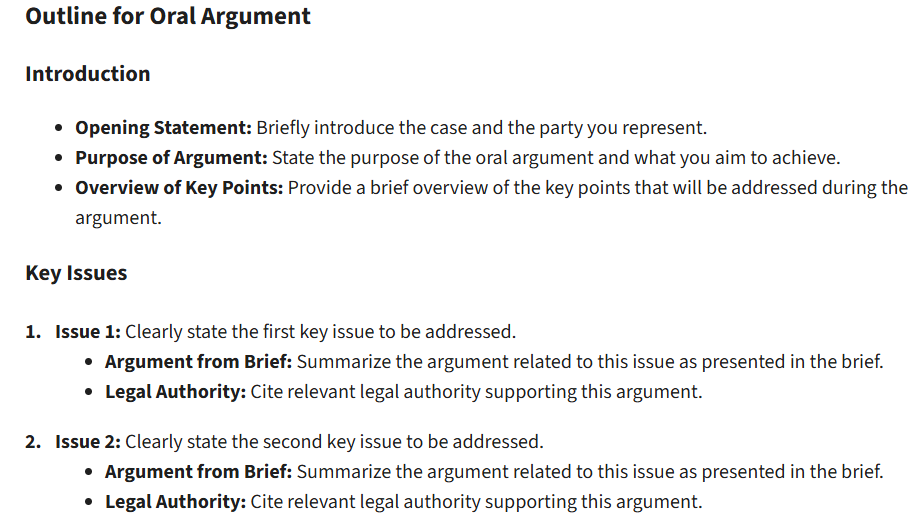 Outline for Oral Argument
Introduction
• Opening Statement: Briefly introduce the case and the party you represent.
• Purpose of Argument: State the purpose of the oral argument and what you aim to achieve.
• Overview of Key Points: Provide a brief overview of the key points that will be addressed during the
argument.
Key Issues
1. Issue 1: Clearly state the first key issue to be addressed.
• Argument from Brief: Summarize the argument related to this issue as presented in the brief.
• Legal Authority: Cite relevant legal authority supporting this argument.
2. Issue 2: Clearly state the second key issue to be addressed.
• Argument from Brief: Summarize the argument related to this issue as presented in the brief.
• Legal Authority: Cite relevant legal authority supporting this argument.